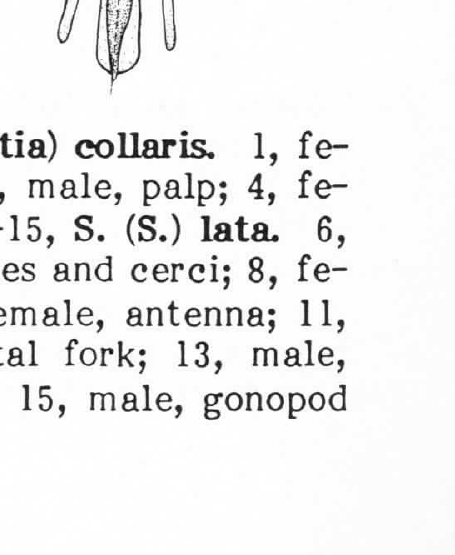 tia) collaris. 1, fe-
, male, palp; 4, fe-
-15, S. (S.) lata. 6,
es and cerci; 8, fe-
emale, antenna; 11,
tal fork; 13, male,
15, male, gonopod